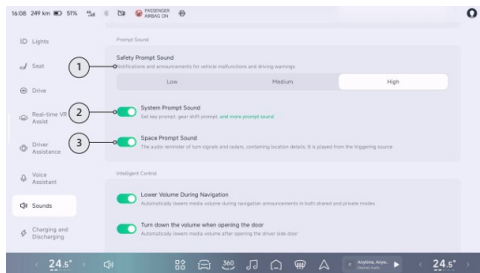 16:08 249 km 51% PASSENGER AIRBAG ON
Lights
Seat
Drive
Real-time VR Assist
Driver Assistance
Voice Assistant
Sounds
Charging and Discharging
Prompt Sound
Safety Prompt Sound
Notifications and announcements for vehicle malfunctions and driving warnings
Low Medium High
System Prompt Sound
Set key prompt, gear shift prompt, and more prompt sound
Space Prompt Sound
The audio reminder of turn signals and radars, containing location details. It is played from the triggering source
Intelligent Control
Lower Volume During Navigation
Automatically lowers media volume during navigation announcements in both shared and private modes
Turn down the volume when opening the door
Automatically lowers media volume after opening the driver side door
1
2
3
24.5° 360 Anytime, Anyw... 24.5°